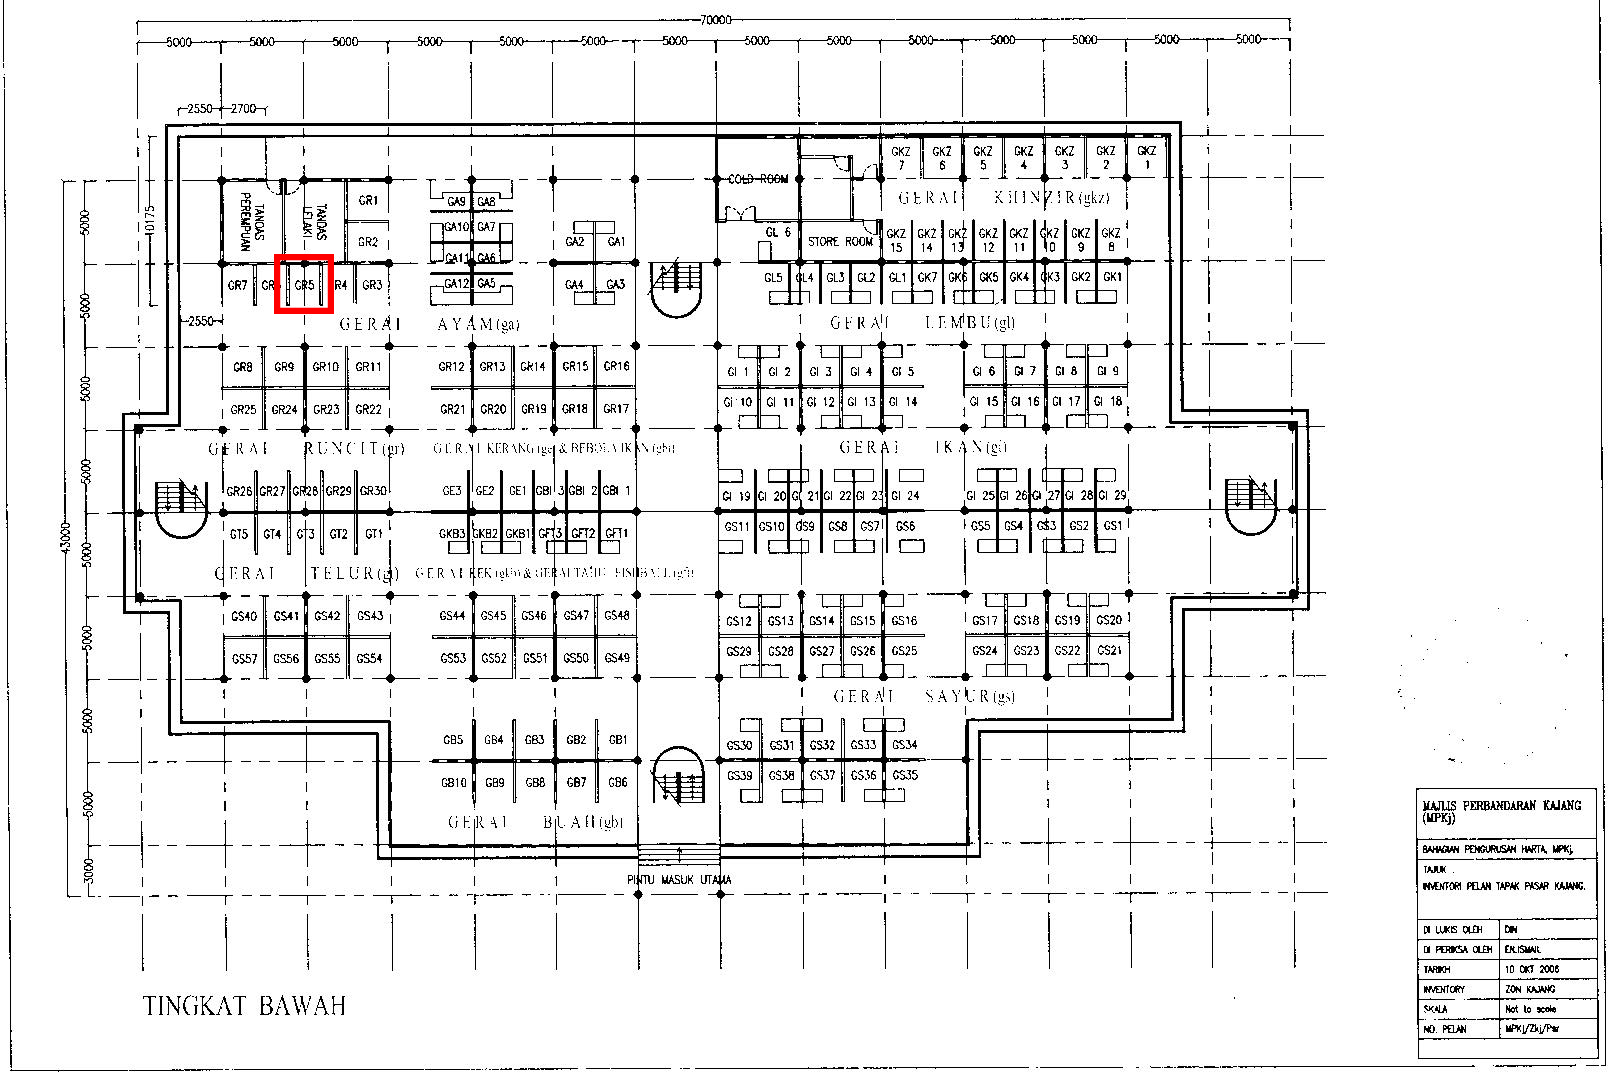 70000
5000 5000 5000 5000 5000 5000 5000 5000 5000 5000 5000 5000 5000 5000
2550 2700
10175
43000
5000
5000
5000
5000
5000
5000
5000
5000
3000
2550
TANDAS PEREMPUAN
TANDAS LELAKI
GR1
GR2
GR7 GR5 GR3
GA9 GA8
GA10 GA7
GA11 GA6
GA12 GA5
GA2 GA1
GA4 GA3
COLD ROOM
GL 6
STORE ROOM
GKZ 7 GKZ 6 GKZ 5 GKZ 4 GKZ 3 GKZ 2 GKZ 1
GERAI KHINZIR(gkz)
GKZ 15 GKZ 14 GKZ 13 GKZ 12 GKZ 11 GKZ 10 GKZ 9 GKZ 8
GL5 GL4 GL3 GL2 GL1 GK7 GK6 GK5 GK4 GK3 GK2 GK1
GERAI AYAM(ga)
GERAI LEMBU(gl)
GR8 GR9 GR10 GR11 GR12 GR13 GR14 GR15 GR16
GI 1 GI 2 GI 3 GI 4 GI 5 GI 6 GI 7 GI 8 GI 9
GR25 GR24 GR23 GR22 GR21 GR20 GR19 GR18 GR17
GI 10 GI 11 GI 12 GI 13 GI 14 GI 15 GI 16 GI 17 GI 18
GERAI RUNCIT(gr)
GERAI KERANG(ge) & BEBOLA IKAN(gbi)
GERAI IKAN(gi)
GR26 GR27 GR28 GR29 GR30 GE3 GE2 GE1 GBI 3 GBI 2 GBI 1
GI 19 GI 20 GI 21 GI 22 GI 23 GI 24 GI 25 GI 26 GI 27 GI 28 GI 29
GT5 GT4 GT3 GT2 GT1 GKB3 GKB2 GKB1 GFT3 GFT2 GFT1
GS11 GS10 GS9 GS8 GS7 GS6 GS5 GS4 GS3 GS2 GS1
GERAI TELUR(gt)
GERAI
GS40 GS41 GS42 GS43 GS44 GS45 GS46 GS47 GS48
GS12 GS13 GS14 GS15 GS16 GS17 GS18 GS19 GS20
GS57 GS56 GS55 GS54 GS53 GS52 GS51 GS50 GS49
GS29 GS28 GS27 GS26 GS25 GS24 GS23 GS22 GS21
GERAI SAYUR(gs)
GB5 GB4 GB3 GB2 GB1
GS30 GS31 GS32 GS33 GS34
GB10 GB9 GB8 GB7 GB6
GS39 GS38 GS37 GS36 GS35
GERAI BUAH(gb)
PINTU MASUK UTAMA
TINGKAT BAWAH
MAJLIS PERBANDARAN KAJANG
(MPKj)
BAHAGIAN PENGURUSAN HARTA, MPKj.
TAJUK .
INVENTORI PELAN TAPAK PASAR KAJANG.
DI LUKIS OLEH DIN
DI PERIKSA OLEH EN.ISMAIL
TARIKH 10 OKT 2006
INVENTORY ZON KAJANG
SKALA Not to scale
NO. PELAN MPKj/Zkj/Psr